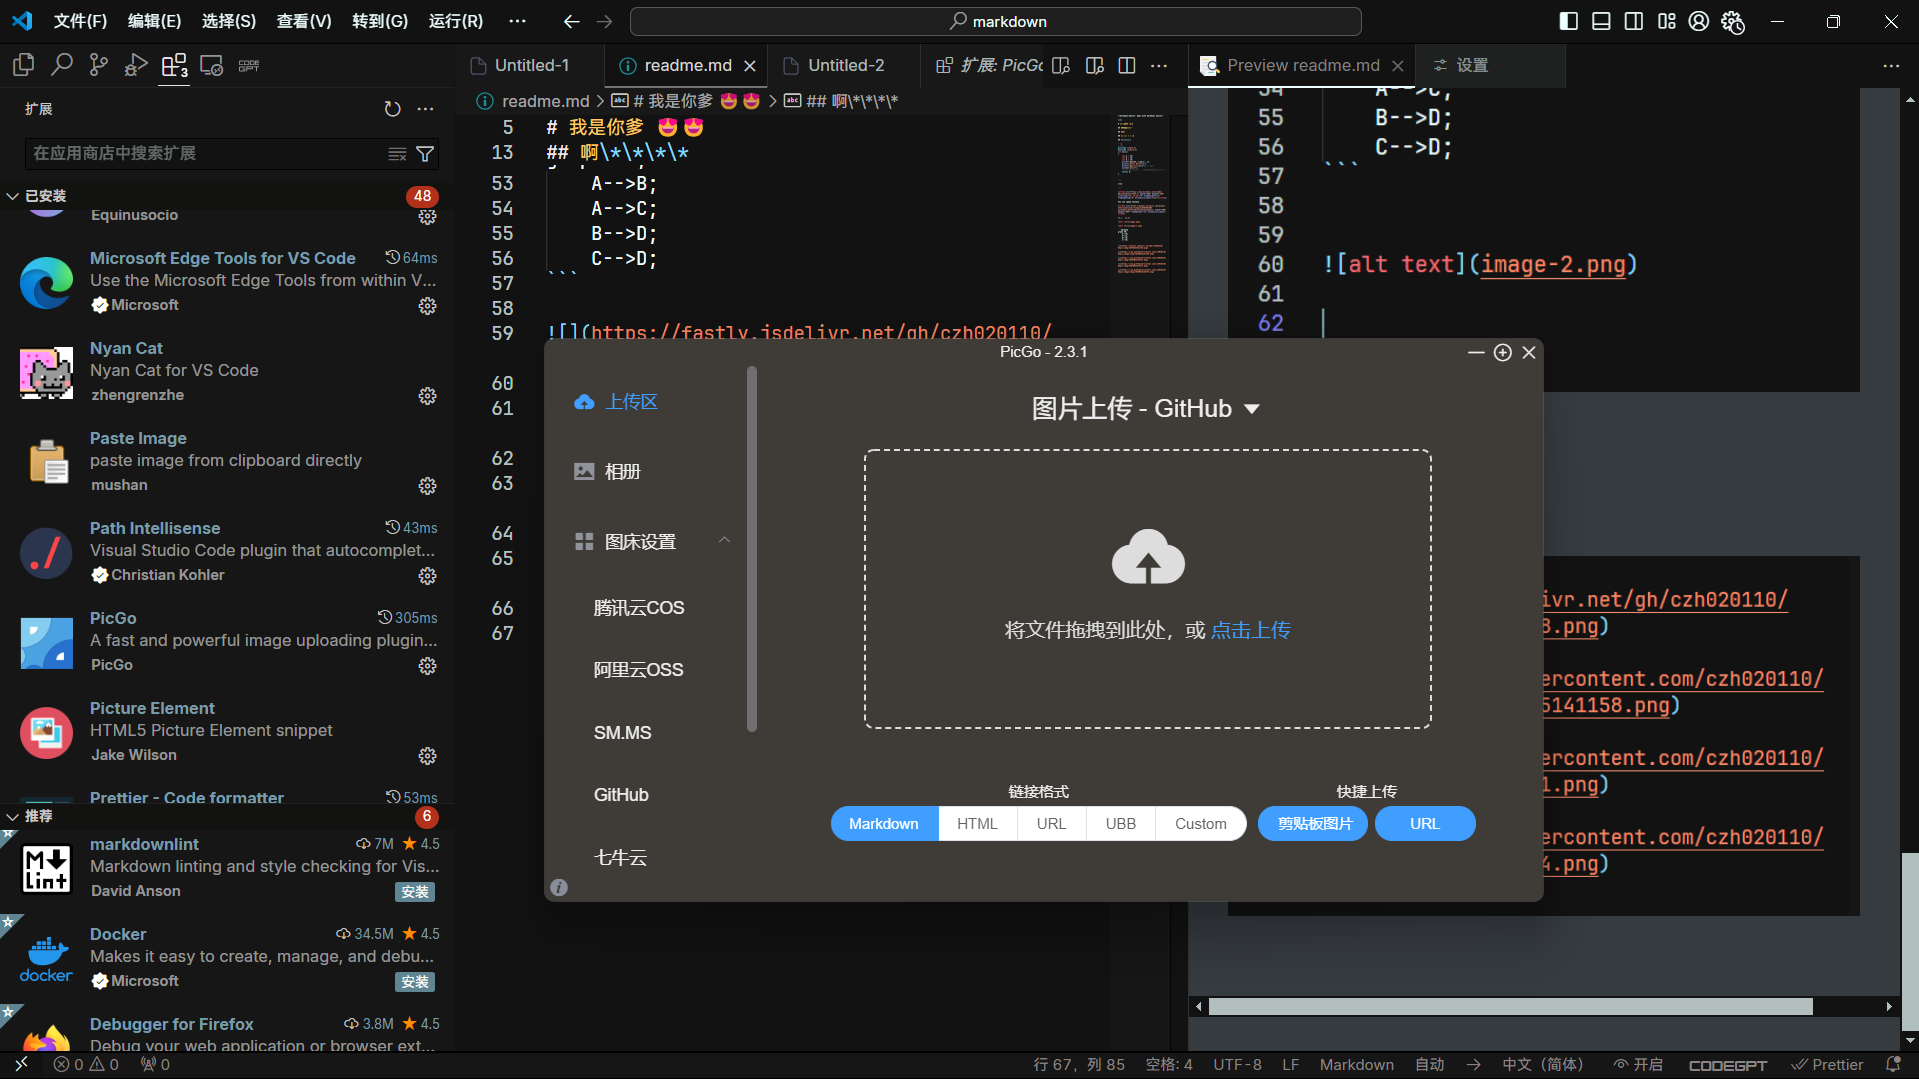 文件(F) 编辑(E) 选择(S) 查看(V) 转到(G) 运行(R) ··· markdown
扩展
在应用商店中搜索扩展
已安装 48
Equinusocio
Microsoft Edge Tools for VS Code 64ms
Use the Microsoft Edge Tools from within V...
Microsoft
Nyan Cat
Nyan Cat for VS Code
zhengrenzhe
Paste Image
paste image from clipboard directly
mushan
Path Intellisense 43ms
Visual Studio Code plugin that autocomplet...
Christian Kohler
PicGo 305ms
A fast and powerful image uploading plugin...
PicGo
Picture Element
HTML5 Picture Element snippet
Jake Wilson
Prettier - Code formatter 53ms
推荐 6
markdownlint 7M 4.5
Markdown linting and style checking for Vis...
David Anson 安装
Docker 34.5M 4.5
Makes it easy to create, manage, and debu...
Microsoft 安装
Debugger for Firefox 3.8M 4.5
Debug your web application or browser ext...
Untitled-1 readme.md Untitled-2 扩展: PicGo
readme.md > # 我是你爹 😍😍 > ## 啊\*\*\*\*
5 # 我是你爹 😍😍
13 ## 啊\*\*\*\*
53 A-->B;
54 A-->C;
55 B-->D;
56 C-->D;
57 ```
58
59 ![](https://fastly.jsdelivr.net/gh/czh020110/
60
61
62
63
64
65
66
67
Preview readme.md 设置
54 A-->C;
55 B-->D;
56 C-->D;
57 ```
58
59
60 ![alt text](image-2.png)
61
62
ivr.net/gh/czh020110/
8.png)
ercontent.com/czh020110/
5141158.png)
ercontent.com/czh020110/
1.png)
ercontent.com/czh020110/
4.png)
PicGo - 2.3.1
上传区
相册
图床设置
腾讯云COS
阿里云OSS
SM.MS
GitHub
七牛云
图片上传 - GitHub
将文件拖拽到此处，或 点击上传
链接格式 快捷上传
Markdown HTML URL UBB Custom 剪贴板图片 URL
0 0 0 行 67，列 85 空格: 4 UTF-8 LF Markdown 自动 中文（简体） 开启 CODEGPT Prettier